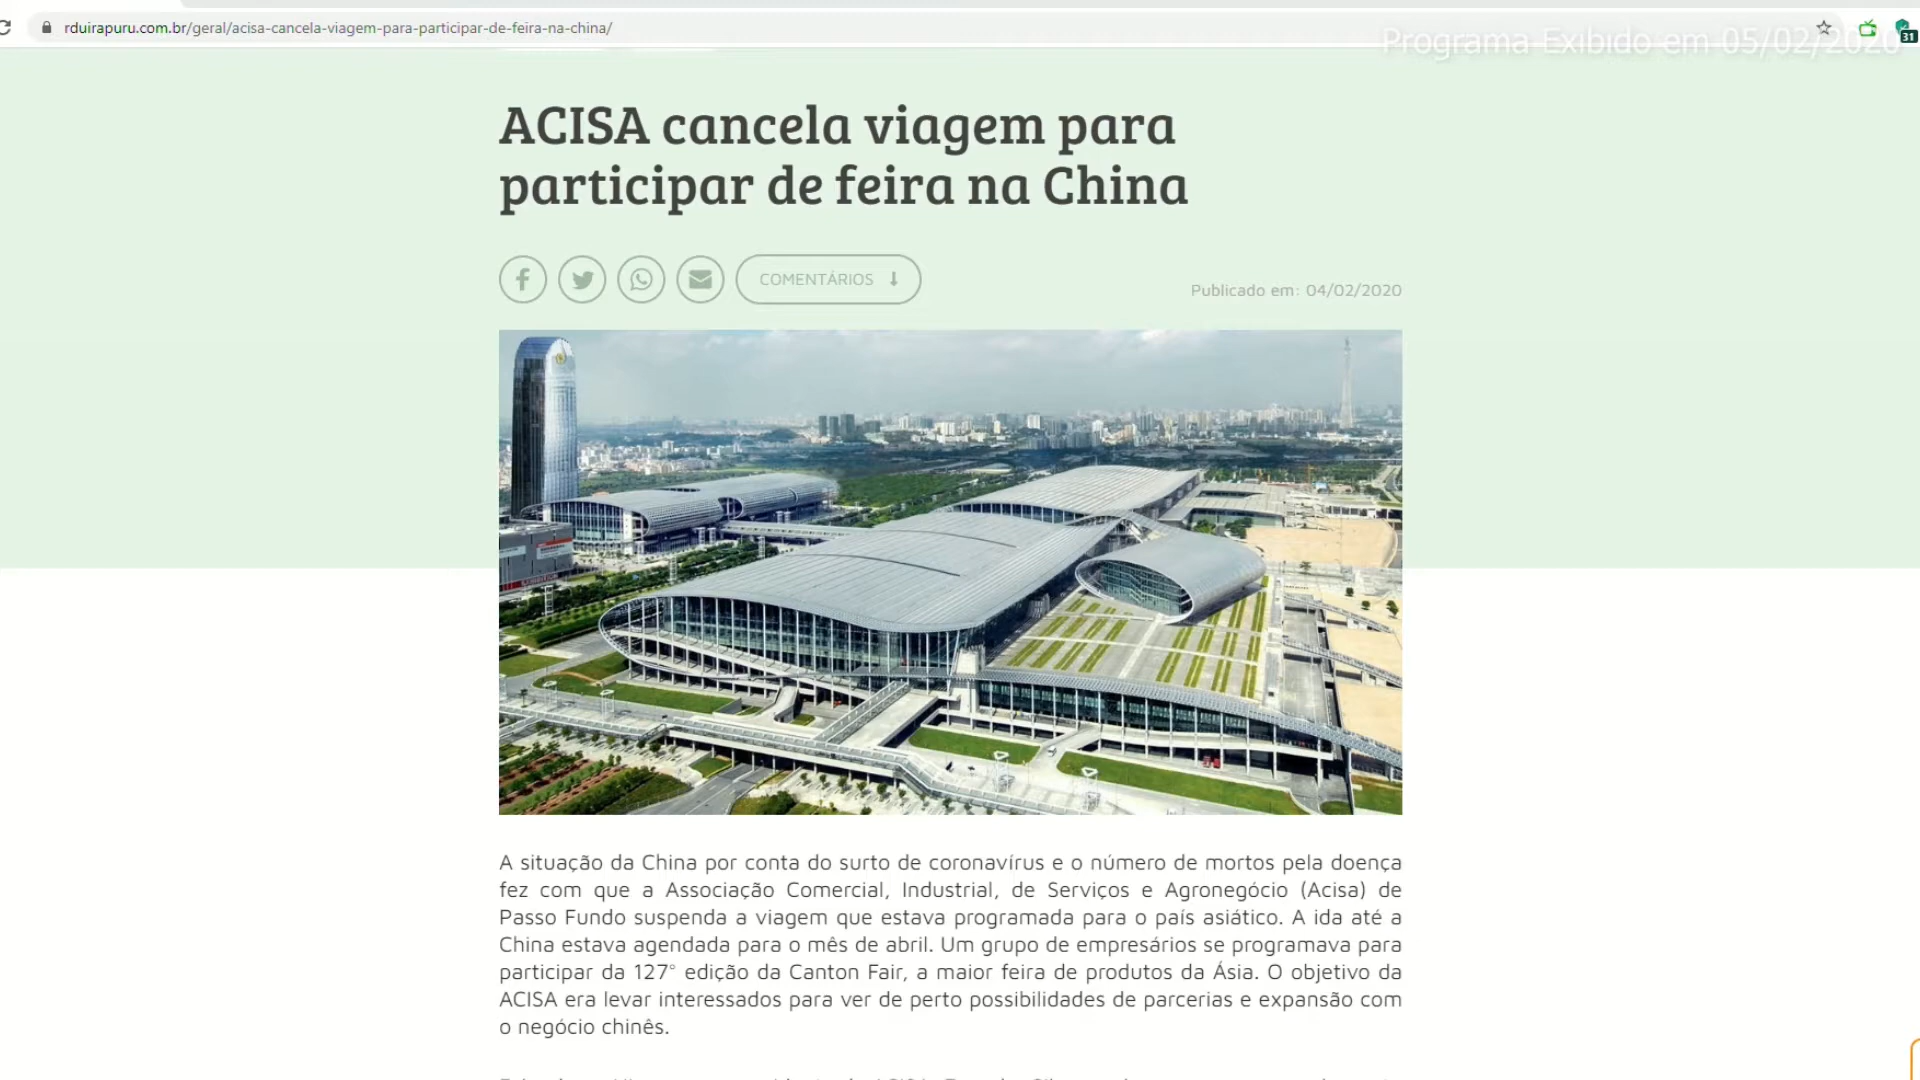 rduirapuru.com.br/geral/acisa-cancela-viagem-para-participar-de-feira-na-china/
Programa Exibido em 05/02/2020
31
ACISA cancela viagem para
participar de feira na China
COMENTÁRIOS
Publicado em: 04/02/2020
A situação da China por conta do surto de coronavírus e o número de mortos pela doença
fez com que a Associação Comercial, Industrial, de Serviços e Agronegócio (Acisa) de
Passo Fundo suspenda a viagem que estava programada para o país asiático. A ida até a
China estava agendada para o mês de abril. Um grupo de empresários se programava para
participar da 127° edição da Canton Fair, a maior feira de produtos da Ásia. O objetivo da
ACISA era levar interessados para ver de perto possibilidades de parcerias e expansão com
o negócio chinês.